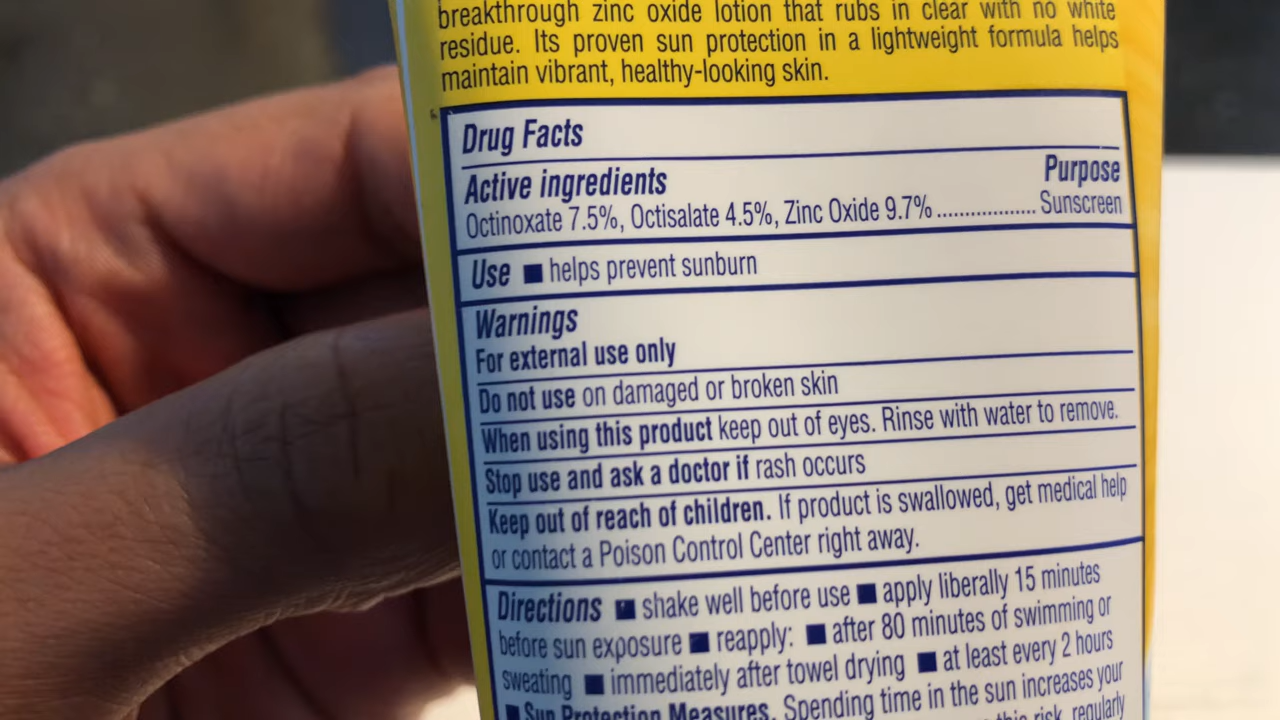 breakthrough zinc oxide lotion that rubs in clear with no white
residue. Its proven sun protection in a lightweight formula helps
maintain vibrant, healthy-looking skin.
Drug Facts
Active ingredients Purpose
Octinoxate 7.5%, Octisalate 4.5%, Zinc Oxide 9.7% .................. Sunscreen
Use ■ helps prevent sunburn
Warnings
For external use only
Do not use on damaged or broken skin
When using this product keep out of eyes. Rinse with water to remove.
Stop use and ask a doctor if rash occurs
Keep out of reach of children. If product is swallowed, get medical help
or contact a Poison Control Center right away.
Directions ■ shake well before use ■ apply liberally 15 minutes
before sun exposure ■ reapply: ■ after 80 minutes of swimming or
sweating ■ immediately after towel drying ■ at least every 2 hours
■ Sun Protection Measures. Spending time in the sun increases your
this risk, regularly